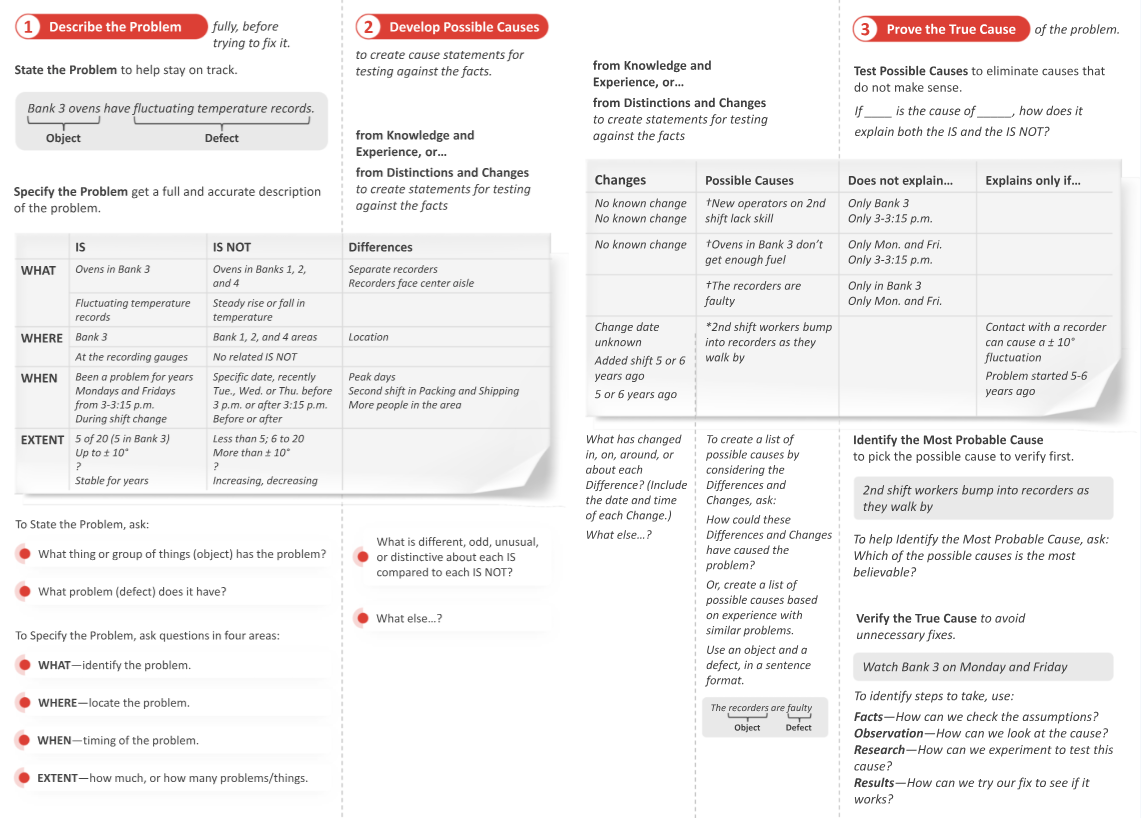 1 Describe the Problem fully, before
trying to fix it.
State the Problem to help stay on track.
Bank 3 ovens have fluctuating temperature records.
Object Defect
Specify the Problem get a full and accurate description
of the problem.
2 Develop Possible Causes
to create cause statements for
testing against the facts.
from Knowledge and
Experience, or…
from Distinctions and Changes
to create statements for testing
against the facts
IS IS NOT Differences
WHAT
Ovens in Bank 3
Ovens in Banks 1, 2,
and 4
Separate recorders
Recorders face center aisle
Fluctuating temperature
records
Steady rise or fall in
temperature
WHERE
Bank 3
Bank 1, 2, and 4 areas
Location
At the recording gauges
No related IS NOT
WHEN
Been a problem for years
Mondays and Fridays
from 3-3:15 p.m.
During shift change
Specific date, recently
Tue., Wed. or Thu. before
3 p.m. or after 3:15 p.m.
Before or after
Peak days
Second shift in Packing and Shipping
More people in the area
EXTENT
5 of 20 (5 in Bank 3)
Up to ± 10°
?
Stable for years
Less than 5; 6 to 20
More than ± 10°
?
Increasing, decreasing
To State the Problem, ask:
What thing or group of things (object) has the problem?
What problem (defect) does it have?
To Specify the Problem, ask questions in four areas:
WHAT—identify the problem.
WHERE—locate the problem.
WHEN—timing of the problem.
EXTENT—how much, or how many problems/things.
What is different, odd, unusual,
or distinctive about each IS
compared to each IS NOT?
What else…?
from Knowledge and
Experience, or…
from Distinctions and Changes
to create statements for testing
against the facts
3 Prove the True Cause of the problem.
Test Possible Causes to eliminate causes that
do not make sense.
If ____ is the cause of _____, how does it
explain both the IS and the IS NOT?
Changes Possible Causes Does not explain… Explains only if…
No known change
No known change
†New operators on 2nd
shift lack skill
Only Bank 3
Only 3-3:15 p.m.
No known change
†Ovens in Bank 3 don’t
get enough fuel
Only Mon. and Fri.
Only 3-3:15 p.m.
†The recorders are
faulty
Only in Bank 3
Only Mon. and Fri.
Change date
unknown
Added shift 5 or 6
years ago
5 or 6 years ago
*2nd shift workers bump
into recorders as they
walk by
Contact with a recorder
can cause a ± 10°
fluctuation
Problem started 5-6
years ago
What has changed
in, on, around, or
about each
Difference? (Include
the date and time
of each Change.)
What else…?
To create a list of
possible causes by
considering the
Differences and
Changes, ask:
How could these
Differences and Changes
have caused the
problem?
Or, create a list of
possible causes based
on experience with
similar problems.
Use an object and a
defect, in a sentence
format.
The recorders are faulty
Object Defect
Identify the Most Probable Cause
to pick the possible cause to verify first.
2nd shift workers bump into recorders as
they walk by
To help Identify the Most Probable Cause, ask:
Which of the possible causes is the most
believable?
Verify the True Cause to avoid
unnecessary fixes.
Watch Bank 3 on Monday and Friday
To identify steps to take, use:
Facts—How can we check the assumptions?
Observation—How can we look at the cause?
Research—How can we experiment to test this
cause?
Results—How can we try our fix to see if it
works?